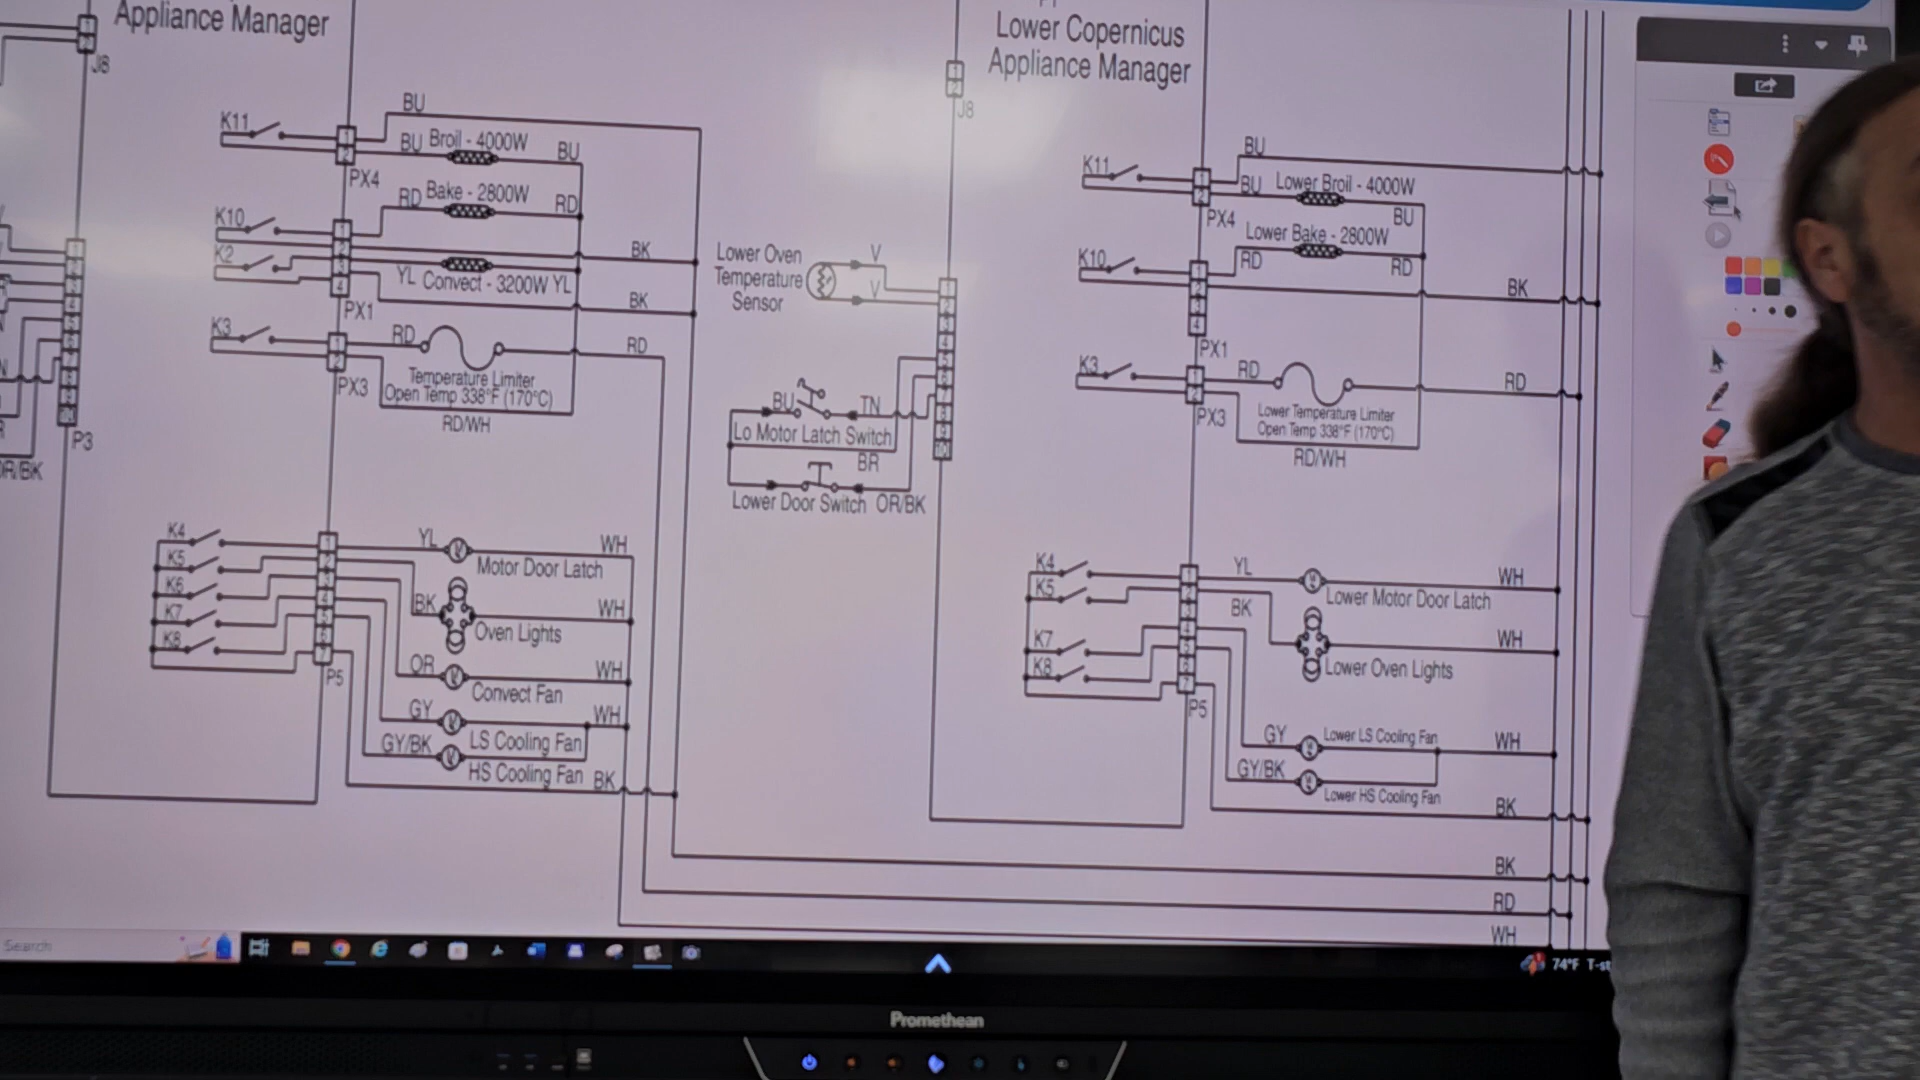 Appliance Manager
J8
K11
BU
BU
Broil - 4000W
BU
PX4
RD
Bake - 2800W
RD
K10
K2
BK
YL
Convect - 3200W
YL
BK
PX1
K3
RD
RD
Temperature Limiter
Open Temp 338°F (170°C)
PX3
RD/WH
P3
OR/BK
K4
K5
K6
K7
K8
YL
WH
Motor Door Latch
BK
WH
Oven Lights
OR
WH
Convect Fan
P5
GY
WH
LS Cooling Fan
GY/BK
HS Cooling Fan
BK
Lower Copernicus
Appliance Manager
J8
Lower Oven
Temperature
Sensor
V
V
BU
TN
Lo Motor Latch Switch
BR
Lower Door Switch
OR/BK
K11
BU
BU
Lower Broil - 4000W
BU
PX4
Lower Bake - 2800W
K10
RD
RD
BK
PX1
K3
RD
RD
PX3
Lower Temperature Limiter
Open Temp 338°F (170°C)
RD/WH
K4
K5
K7
K8
YL
WH
Lower Motor Door Latch
BK
WH
Lower Oven Lights
P5
GY
Lower LS Cooling Fan
WH
GY/BK
Lower HS Cooling Fan
BK
BK
RD
WH
Search
74°F T-st
Promethean